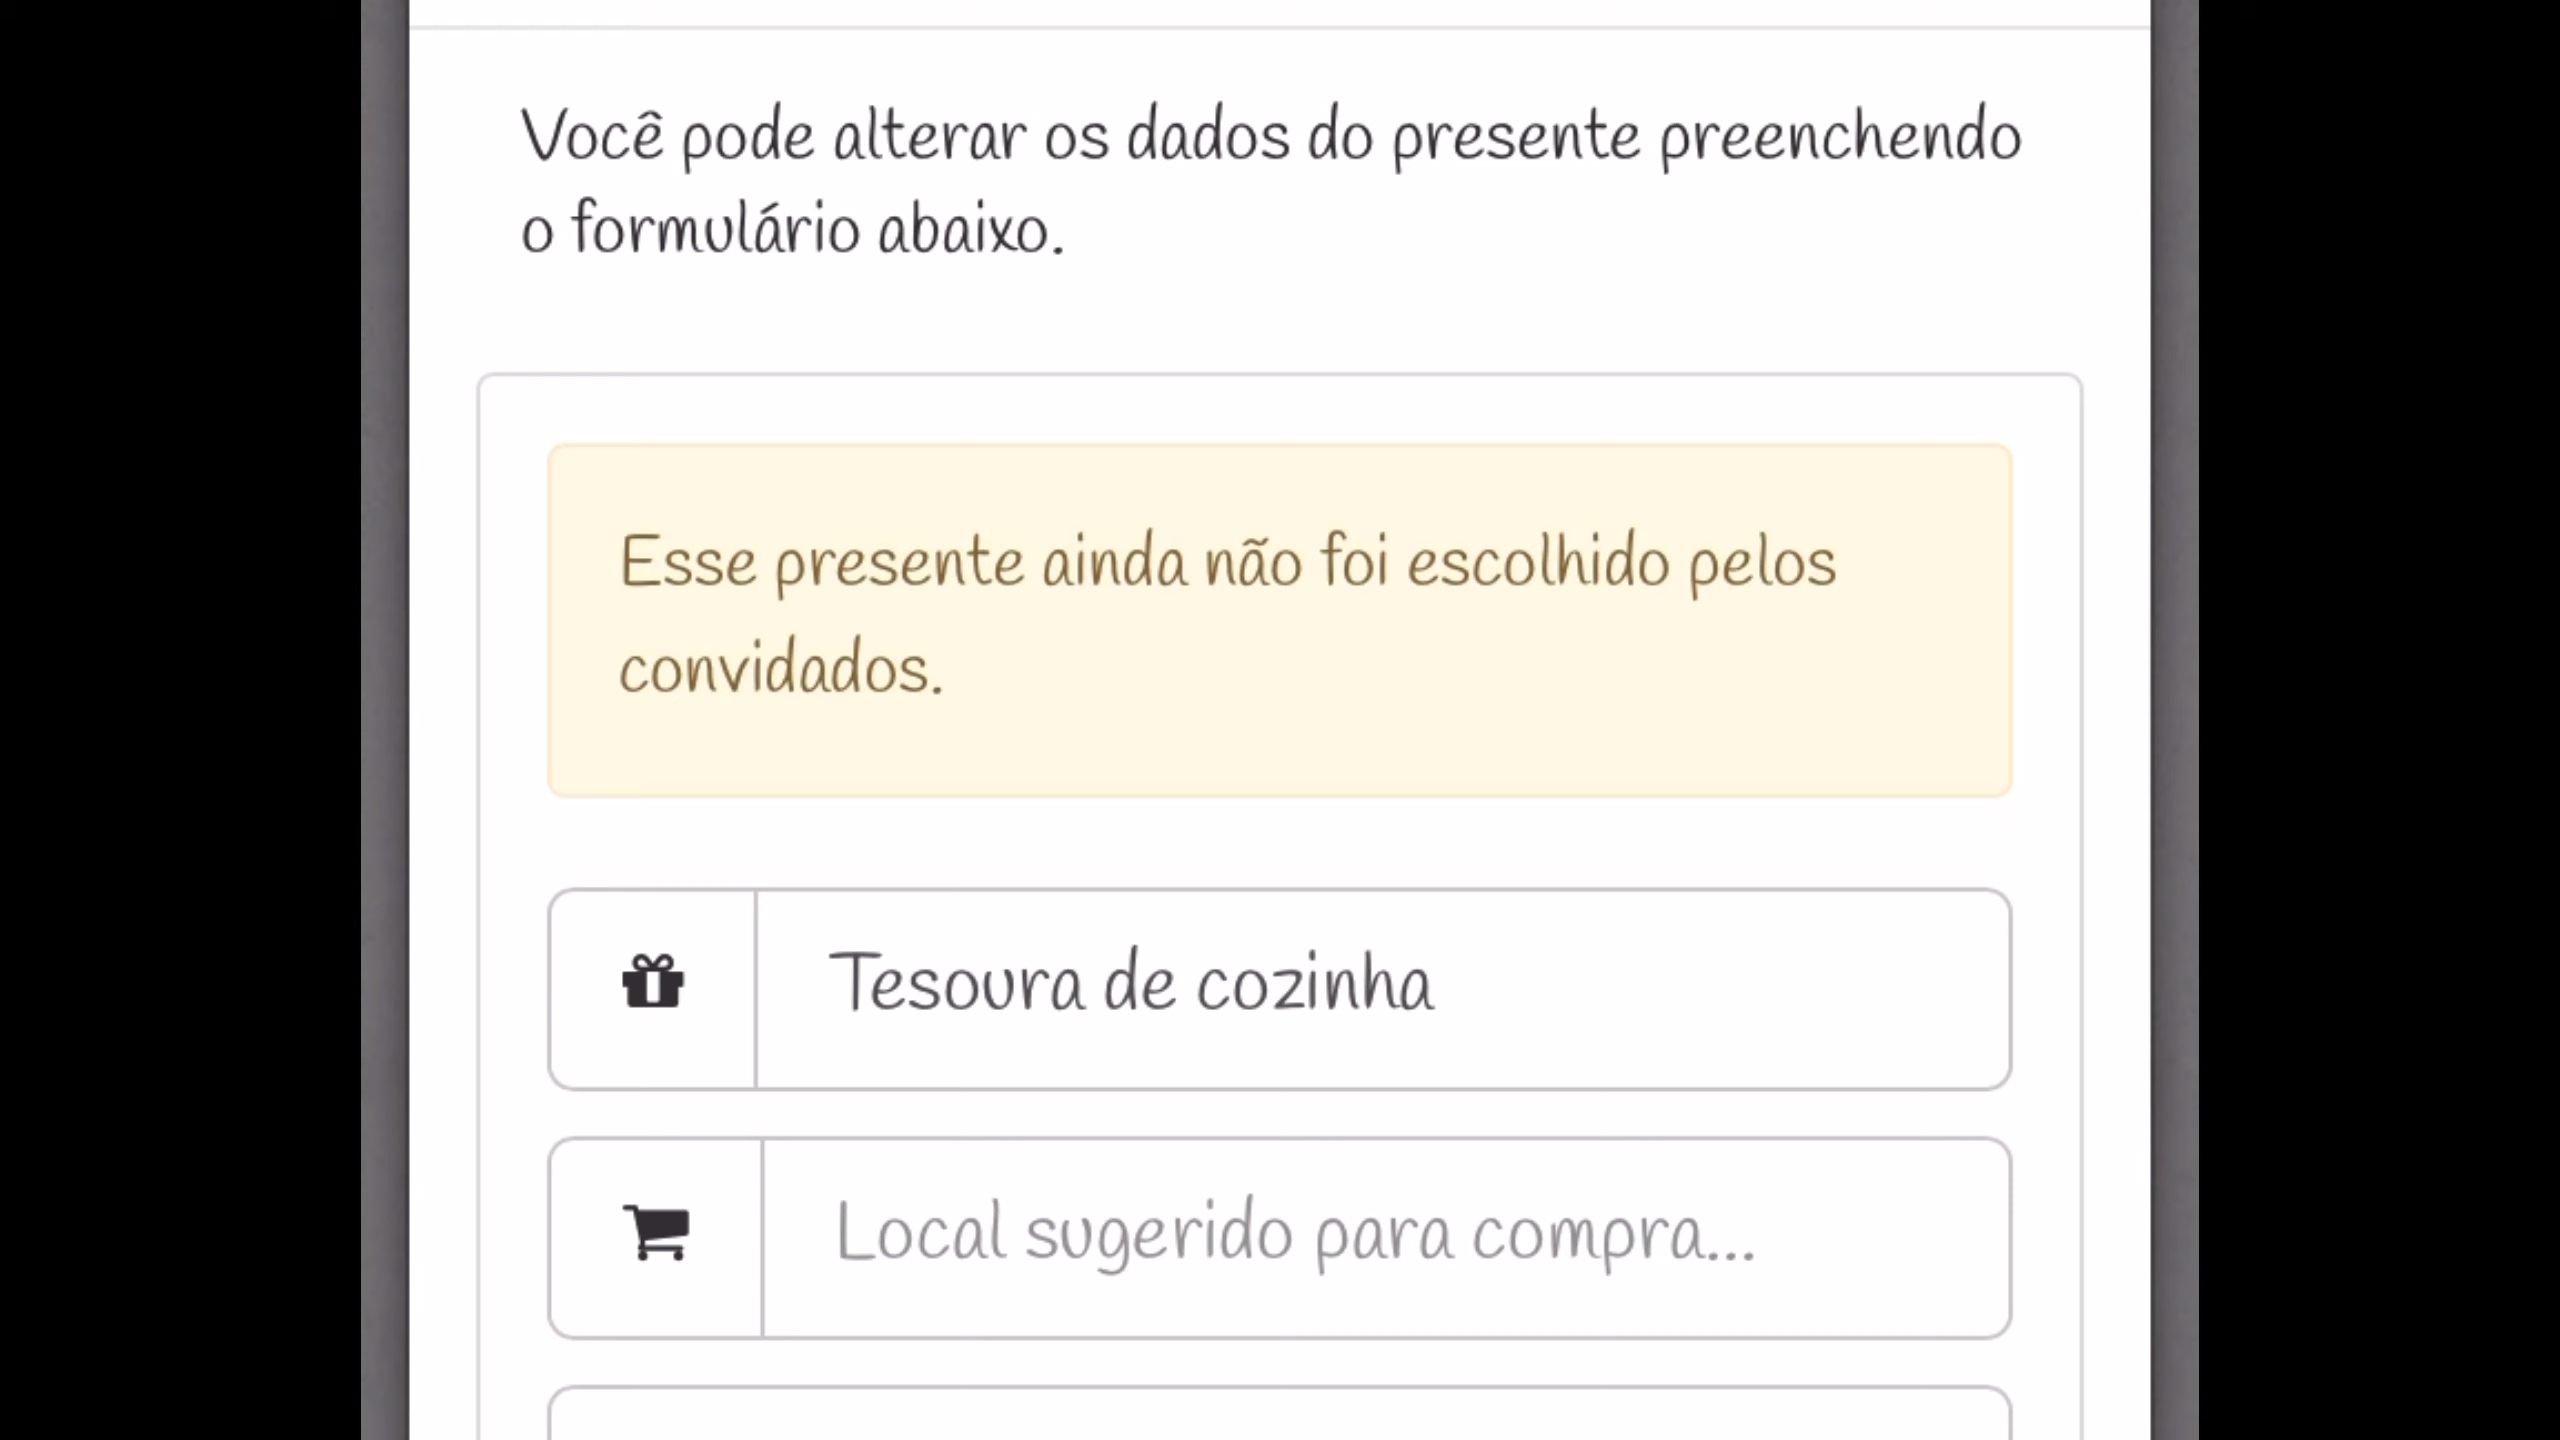 Você pode alterar os dados do presente preenchendo
o formulário abaixo.
Esse presente ainda não foi escolhido pelos
convidados.
Tesoura de cozinha
Local sugerido para compra...